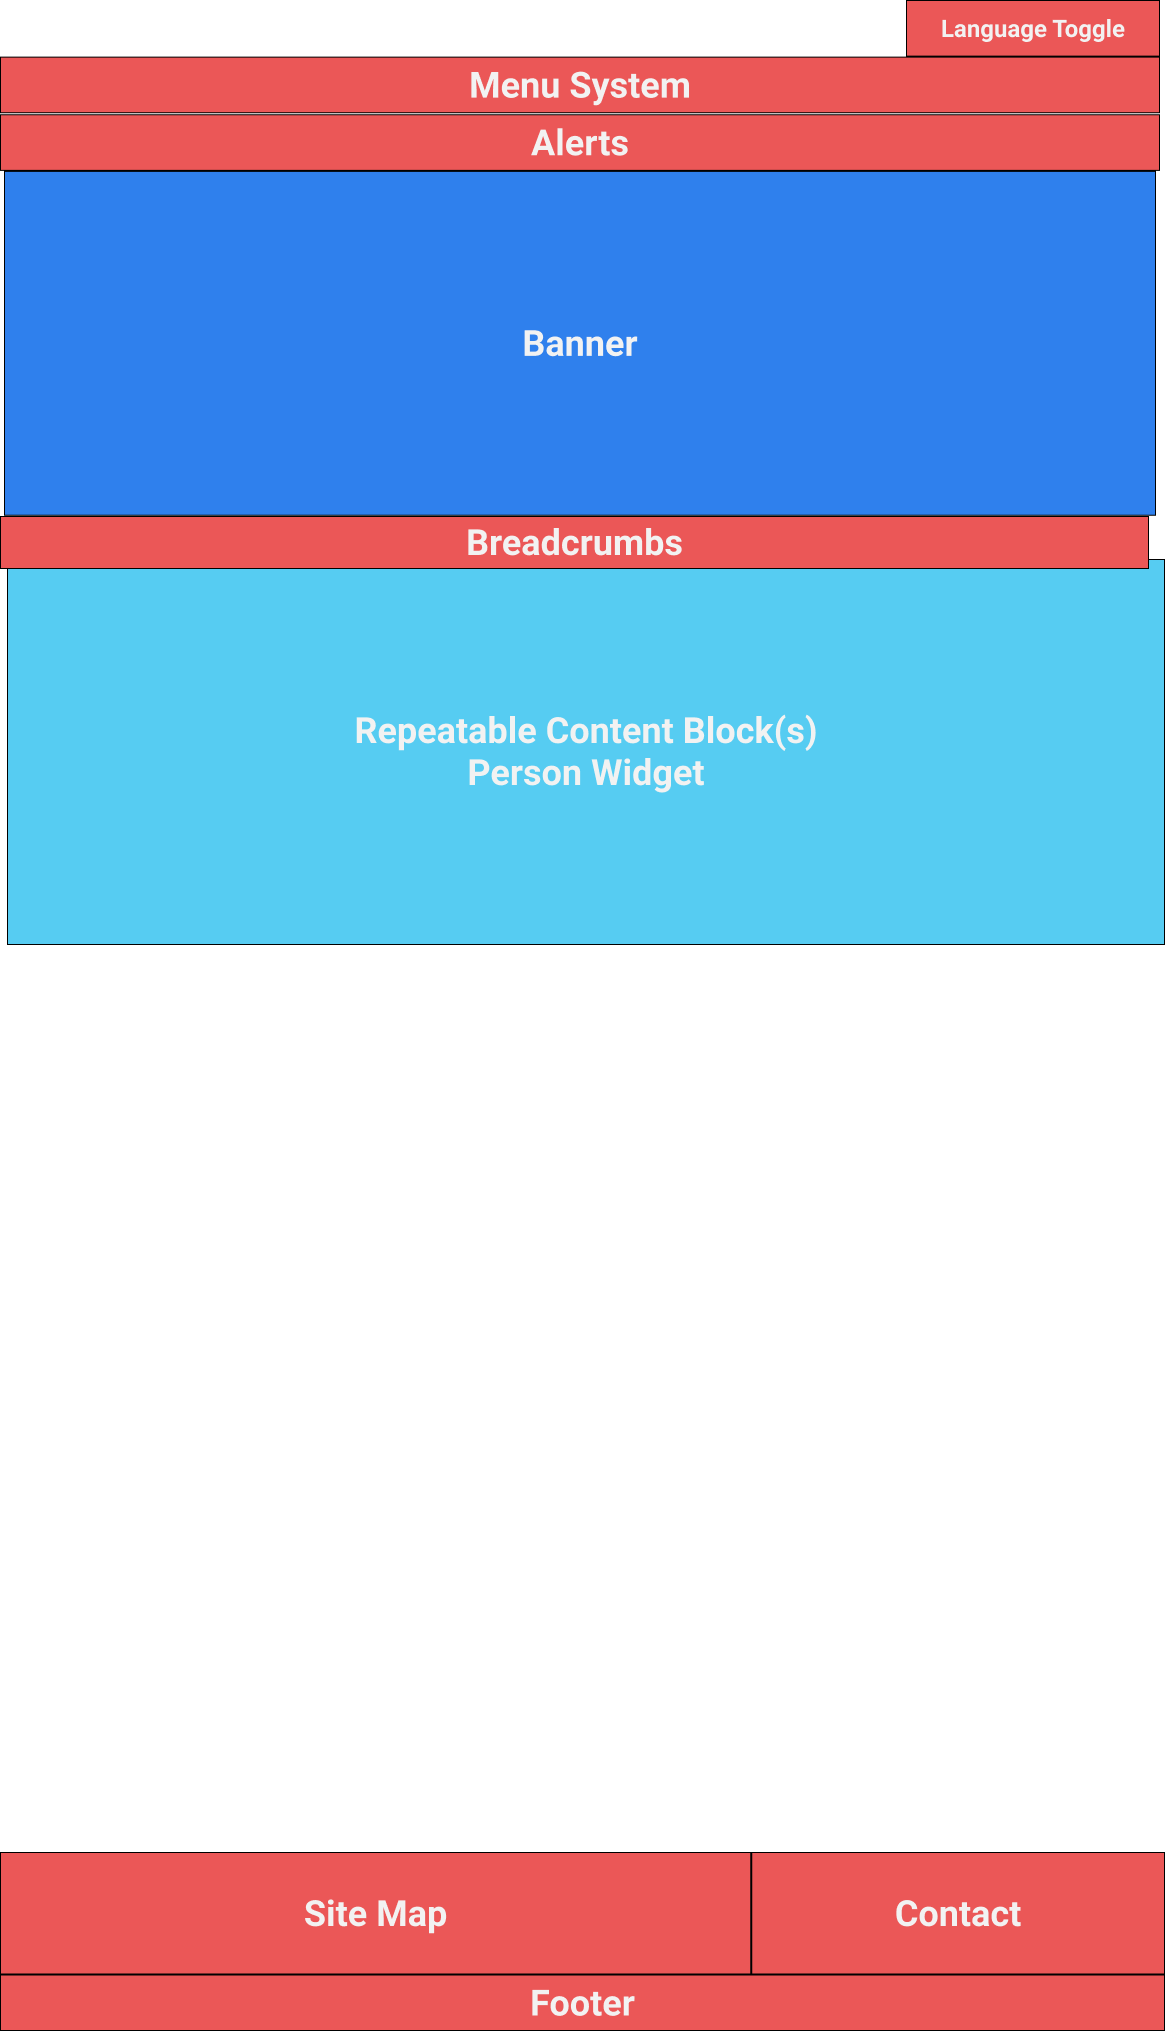 Language Toggle
Menu System
Alerts
Banner
Breadcrumbs
Repeatable Content Block(s)
Person Widget
Site Map
Contact
Footer